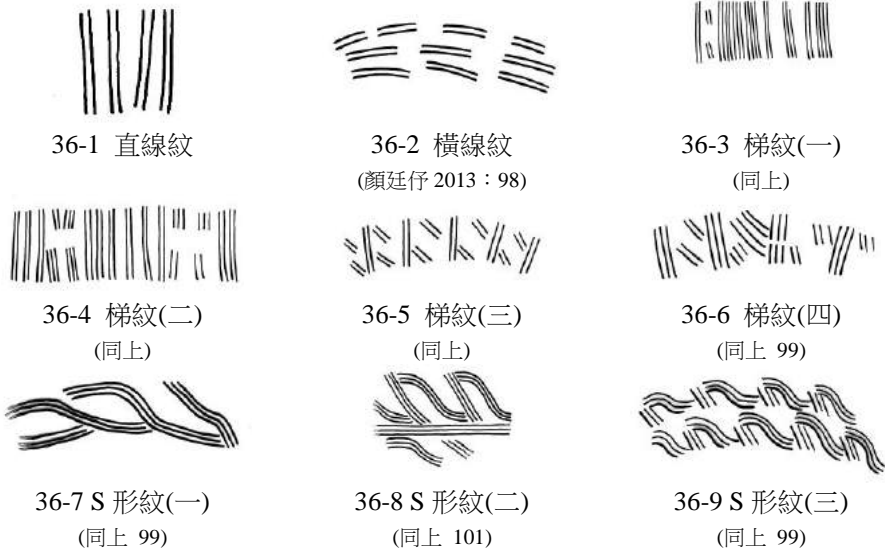 36-1 直線紋
36-2 橫線紋
(顏廷伃 2013：98)
36-3 梯紋(一)
(同上)
36-4 梯紋(二)
(同上)
36-5 梯紋(三)
(同上)
36-6 梯紋(四)
(同上 99)
36-7 S 形紋(一)
(同上 99)
36-8 S 形紋(二)
(同上 101)
36-9 S 形紋(三)
(同上 99)